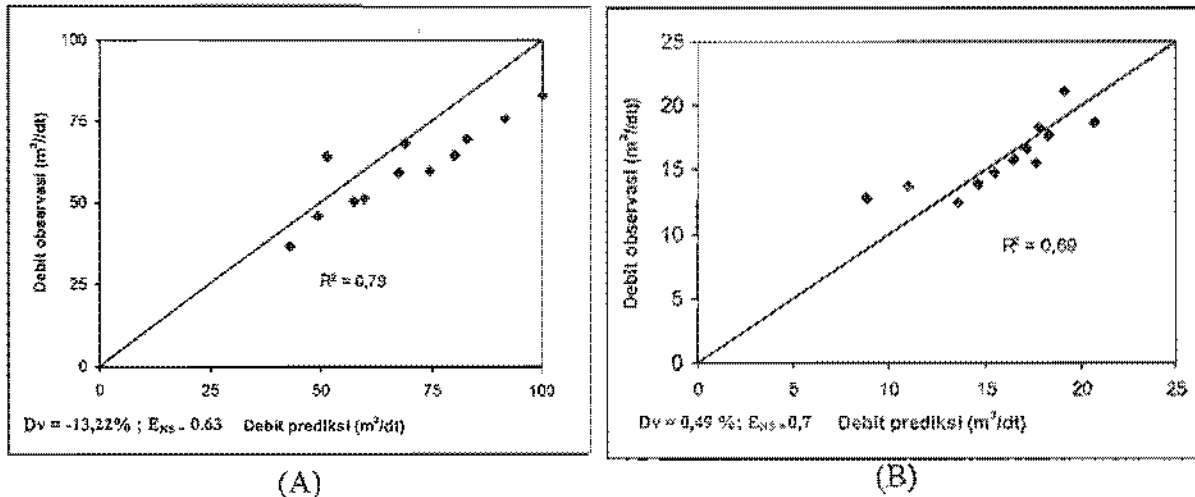 100
75
50
25
0
Debit observasi (m³/dt)
R² = 0,79
0 25 50 75 100
Dv = -13,22% ; E_NS = 0.63 Debit prediksi (m³/dt)
(A)
25
20
15
10
5
0
Debit observasi (m³/dt)
R² = 0,69
0 5 10 15 20 25
Dv = 0,49 % ; E_NS = 0,7 Debit prediksi (m³/dt)
(B)